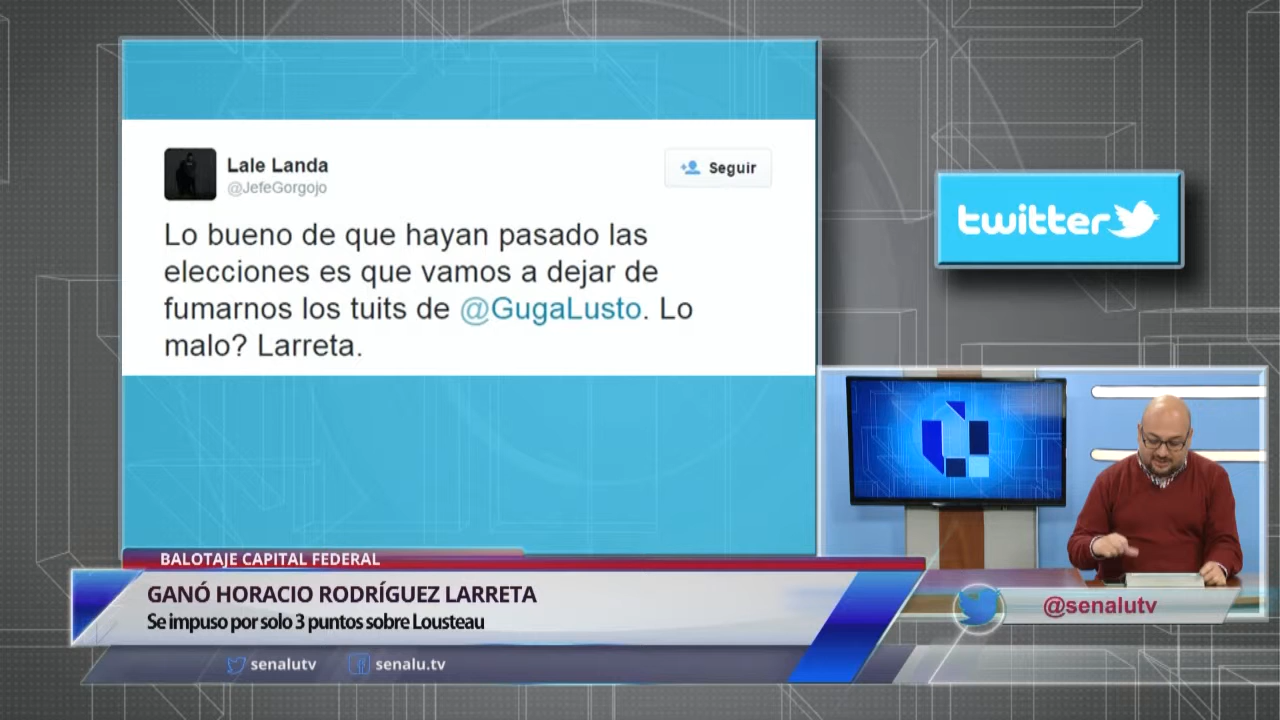 Lale Landa
@JefeGorgojo
Seguir
Lo bueno de que hayan pasado las
elecciones es que vamos a dejar de
fumarnos los tuits de @GugaLusto. Lo
malo? Larreta.
twitter
BALOTAJE CAPITAL FEDERAL
GANÓ HORACIO RODRÍGUEZ LARRETA
Se impuso por solo 3 puntos sobre Lousteau
@senalutv
senalutv
senalu.tv